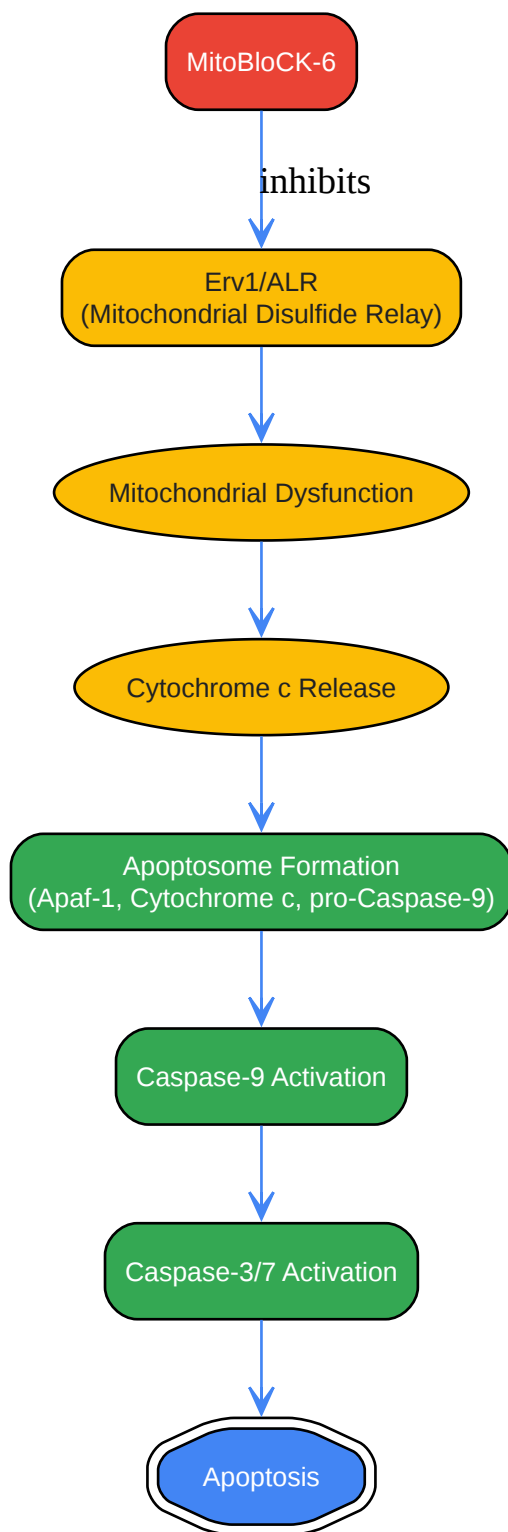 MitoBloCK-6
inhibits
Erv1/ALR
(Mitochondrial Disulfide Relay)
Mitochondrial Dysfunction
Cytochrome c Release
Apoptosome Formation
(Apaf-1, Cytochrome c, pro-Caspase-9)
Caspase-9 Activation
Caspase-3/7 Activation
Apoptosis